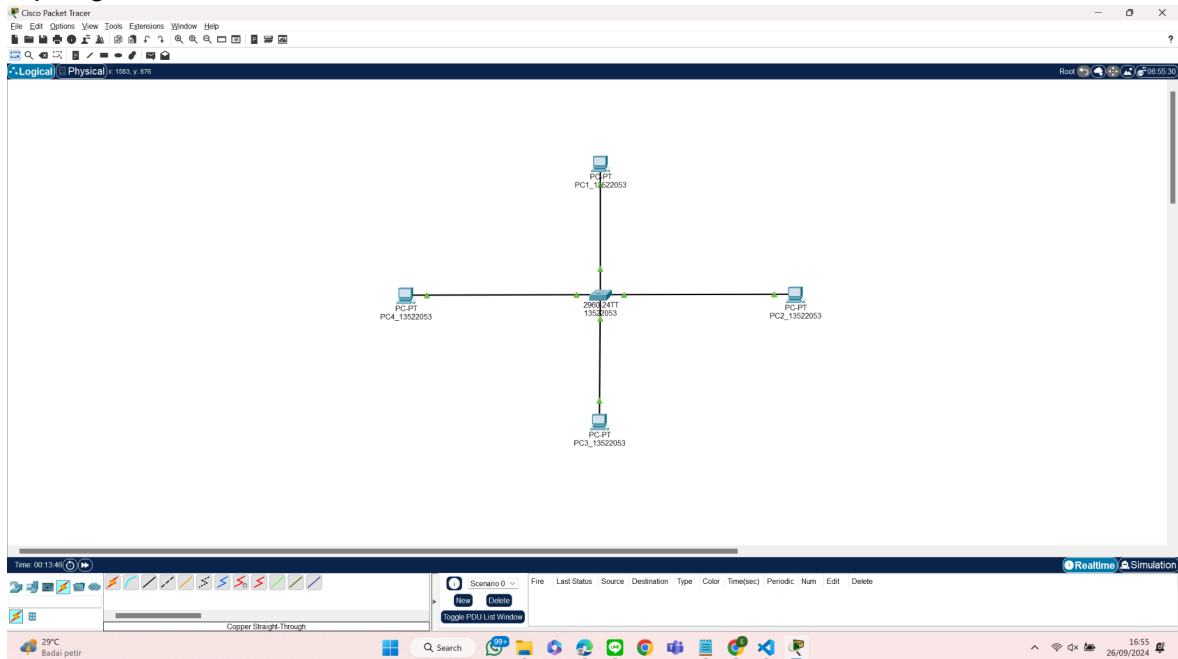 Cisco Packet Tracer
File Edit Options View Tools Extensions Window Help
?
Logical Physical x: 1583, y: 876 Root 06:55:30
PC-PT
PC1_13522053
PC-PT
PC4_13522053
2960-24TT
13522053
PC-PT
PC2_13522053
PC-PT
PC3_13522053
Time: 00:13:46 Realtime Simulation
Scenario 0 Fire Last Status Source Destination Type Color Time(sec) Periodic Num Edit Delete
New Delete
Toggle PDU List Window
Copper Straight-Through
29°C
Badai petir
Search
99+
16:55
26/09/2024